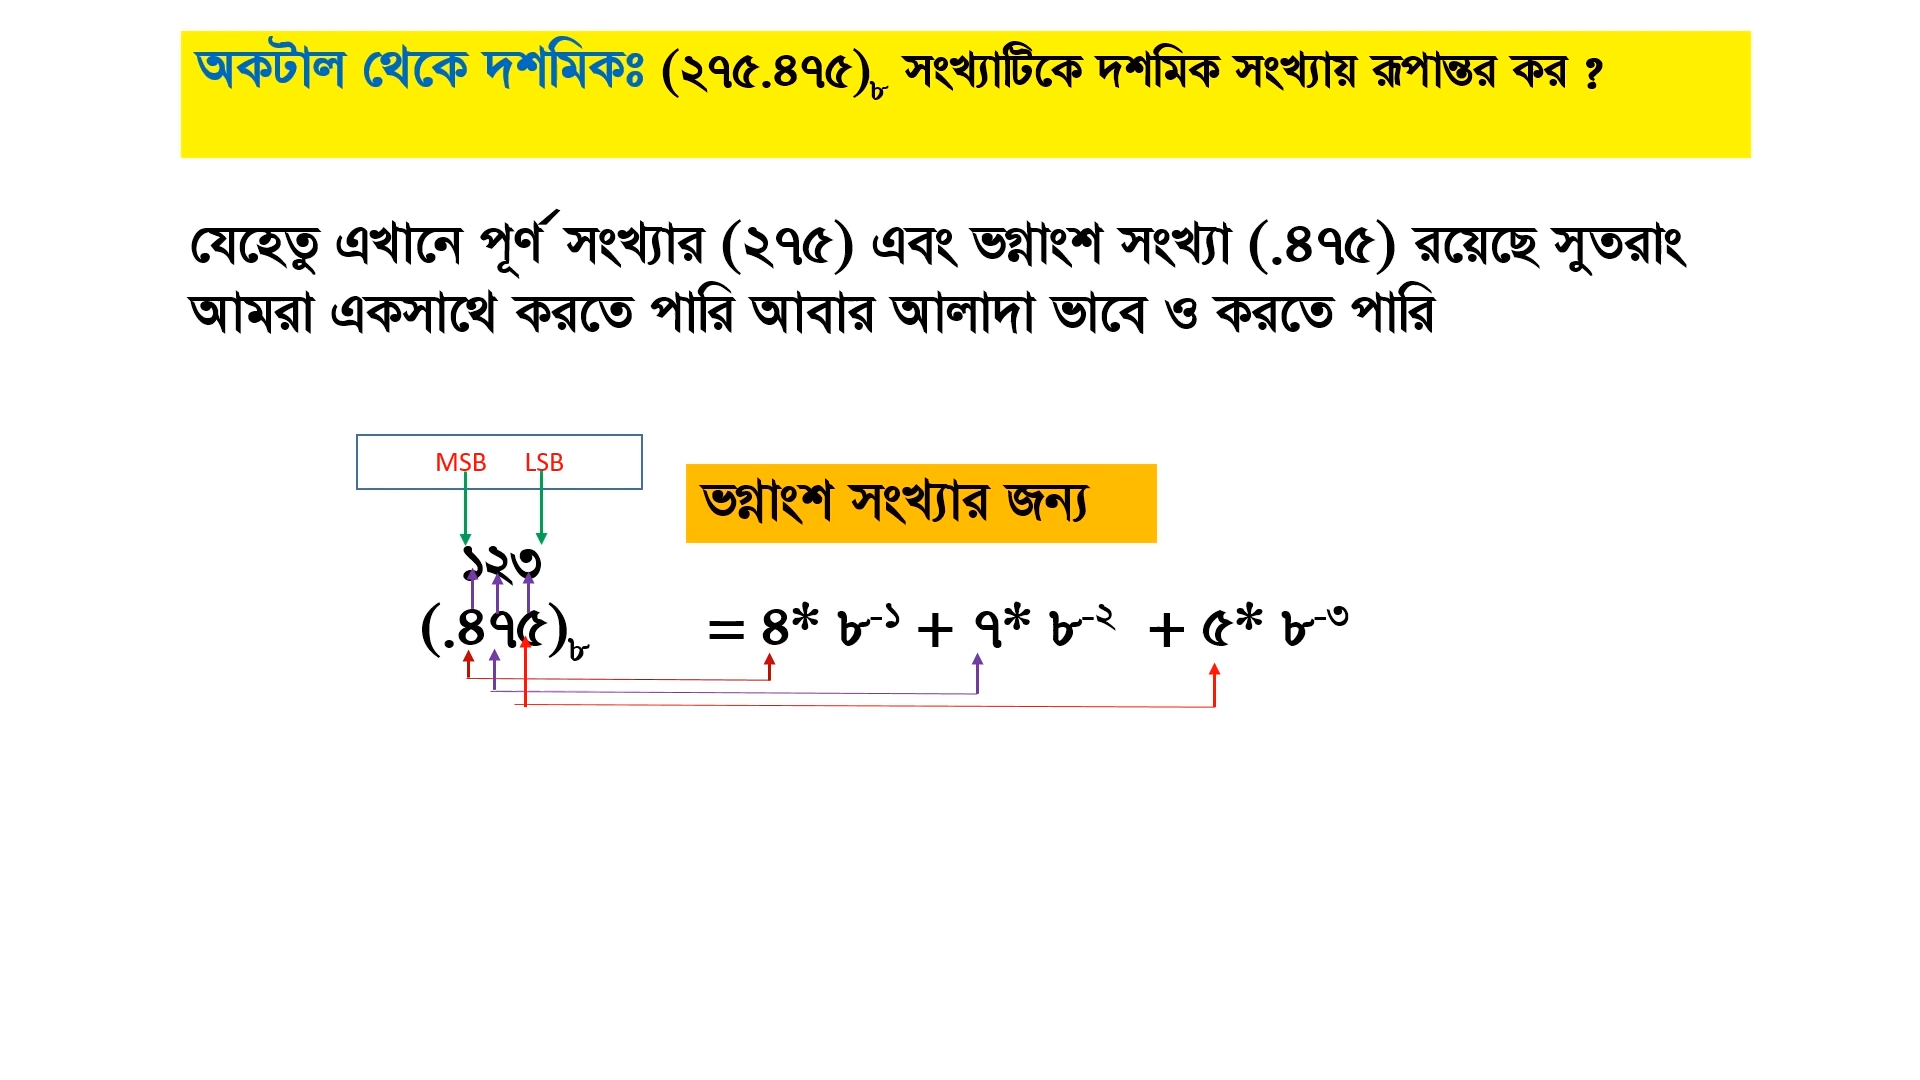 অকটাল থেকে দশমিকঃ (২৭৫.৪৭৫)৮ সংখ্যাটিকে দশমিক সংখ্যায় রূপান্তর কর ?
যেহেতু এখানে পূর্ণ সংখ্যার (২৭৫) এবং ভগ্নাংশ সংখ্যা (.৪৭৫) রয়েছে সুতরাং
আমরা একসাথে করতে পারি আবার আলাদা ভাবে ও করতে পারি
MSB LSB
ভগ্নাংশ সংখ্যার জন্য
১২৩
(.৪৭৫)৮ = ৪* ৮-১ + ৭* ৮-২ + ৫* ৮-৩